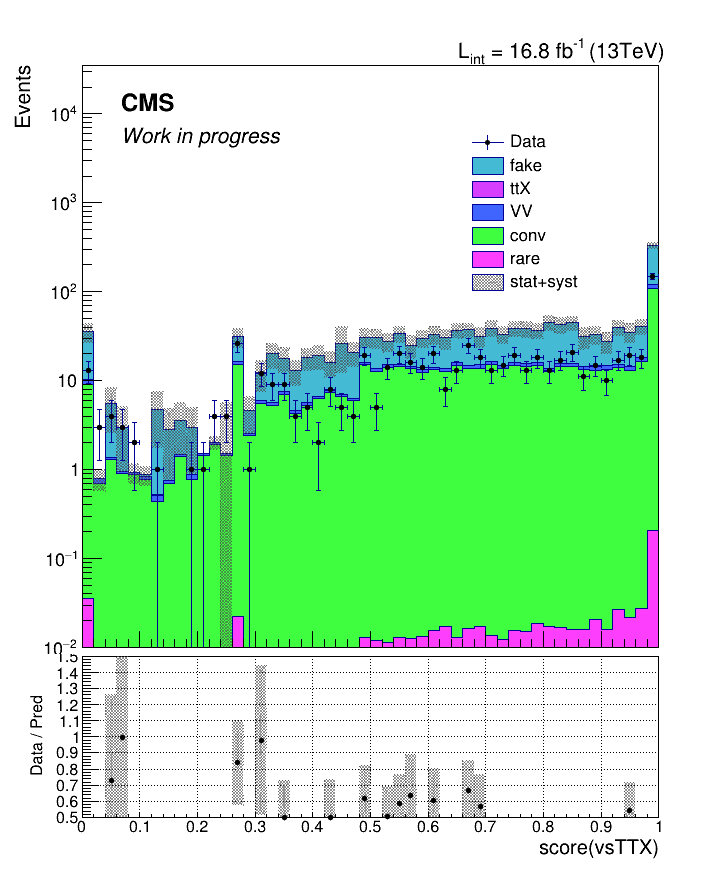 L_int = 16.8 fb^-1 (13TeV)
Events
CMS
Work in progress
Data
fake
ttX
VV
conv
rare
stat+syst
10^4
10^3
10^2
10
1
10^−1
10^−2
Data / Pred
1.5
1.4
1.3
1.2
1.1
1
0.9
0.8
0.7
0.6
0.5
0 0.1 0.2 0.3 0.4 0.5 0.6 0.7 0.8 0.9 1
score(vsTTX)